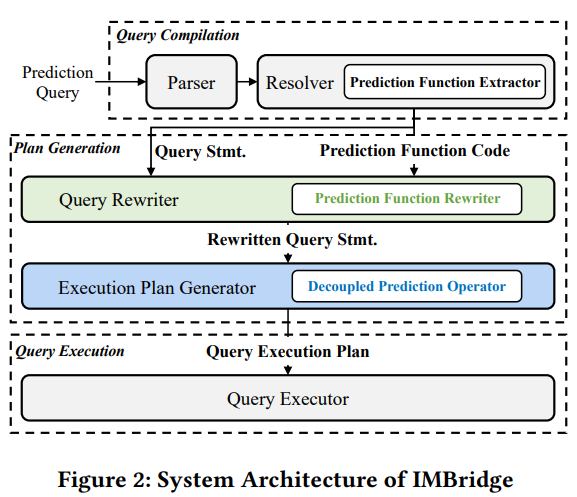 Query Compilation
Prediction
Query
Parser
Resolver
Prediction Function Extractor
Plan Generation
Query Stmt.
Prediction Function Code
Query Rewriter
Prediction Function Rewriter
Rewritten Query Stmt.
Execution Plan Generator
Decoupled Prediction Operator
Query Execution
Query Execution Plan
Query Executor
Figure 2: System Architecture of IMBridge